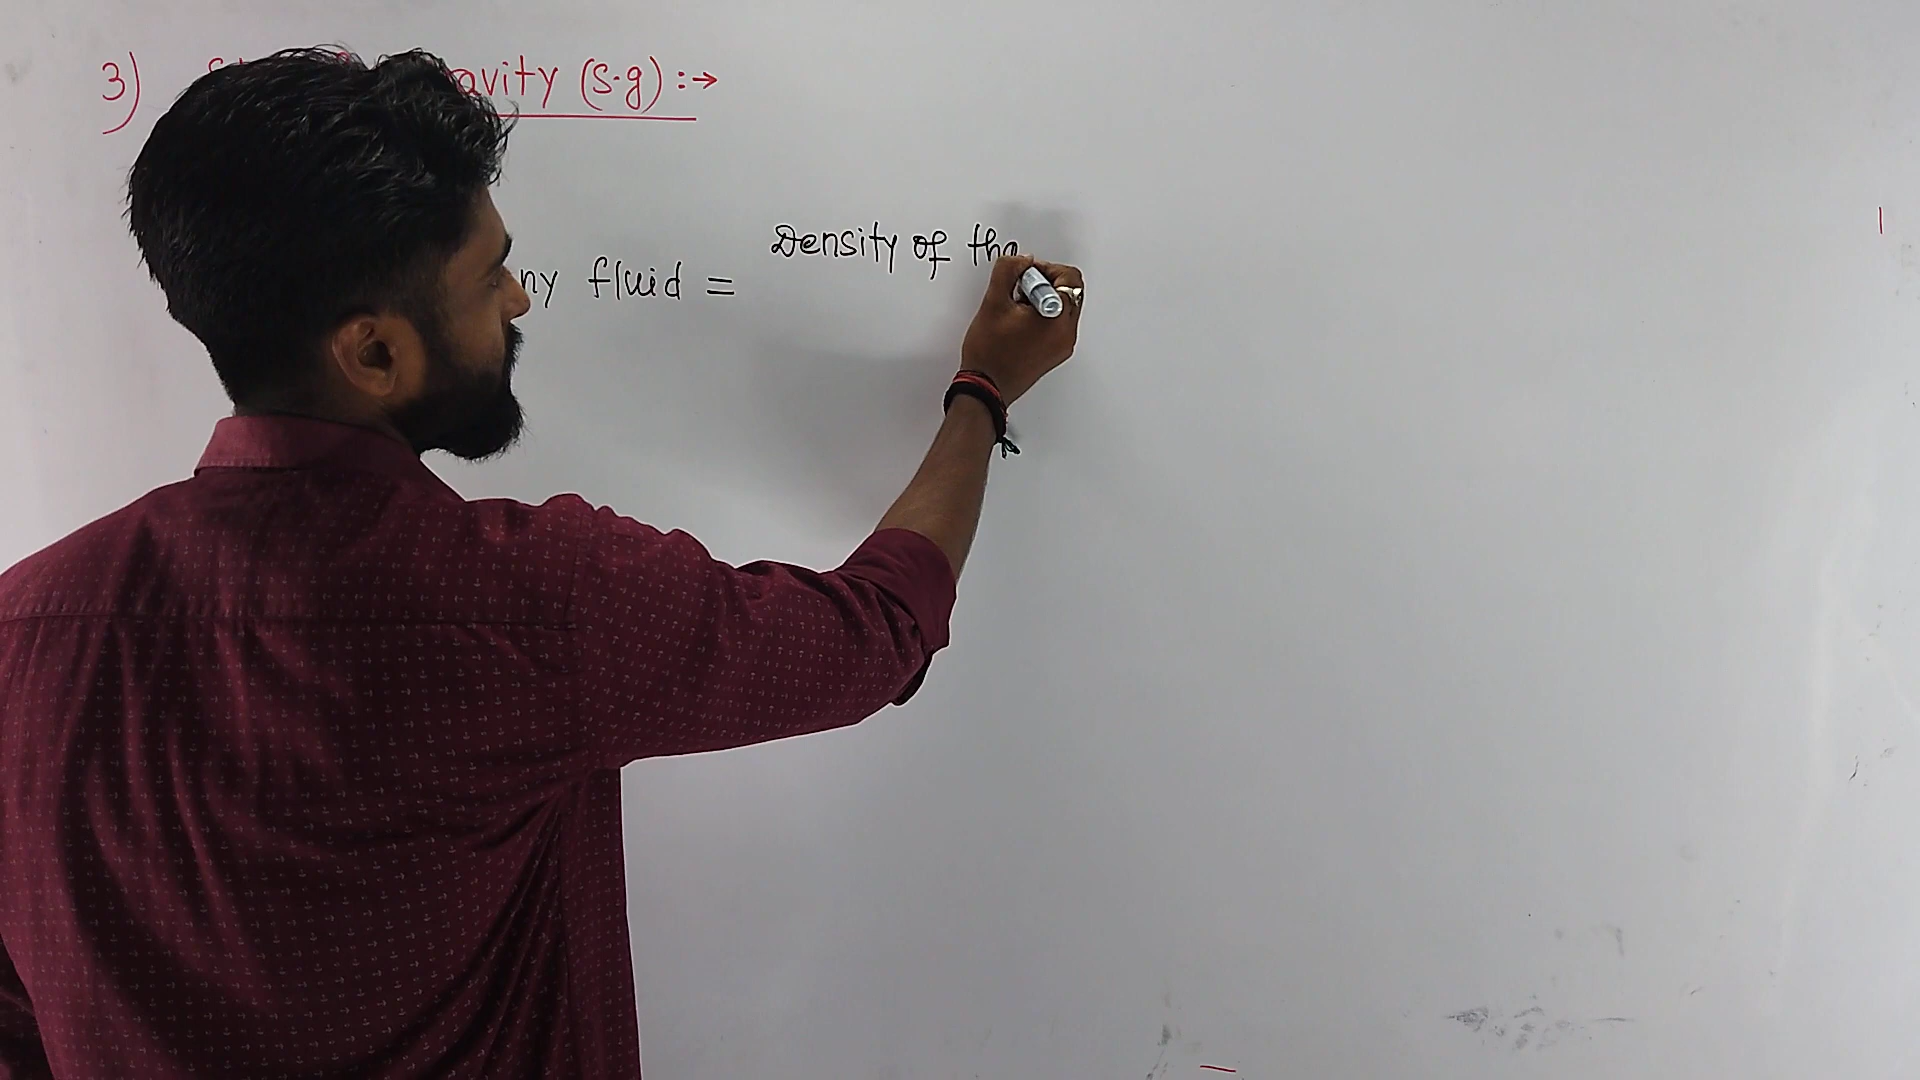 3) avity (s.g) :→
Density of the
ny fluid =